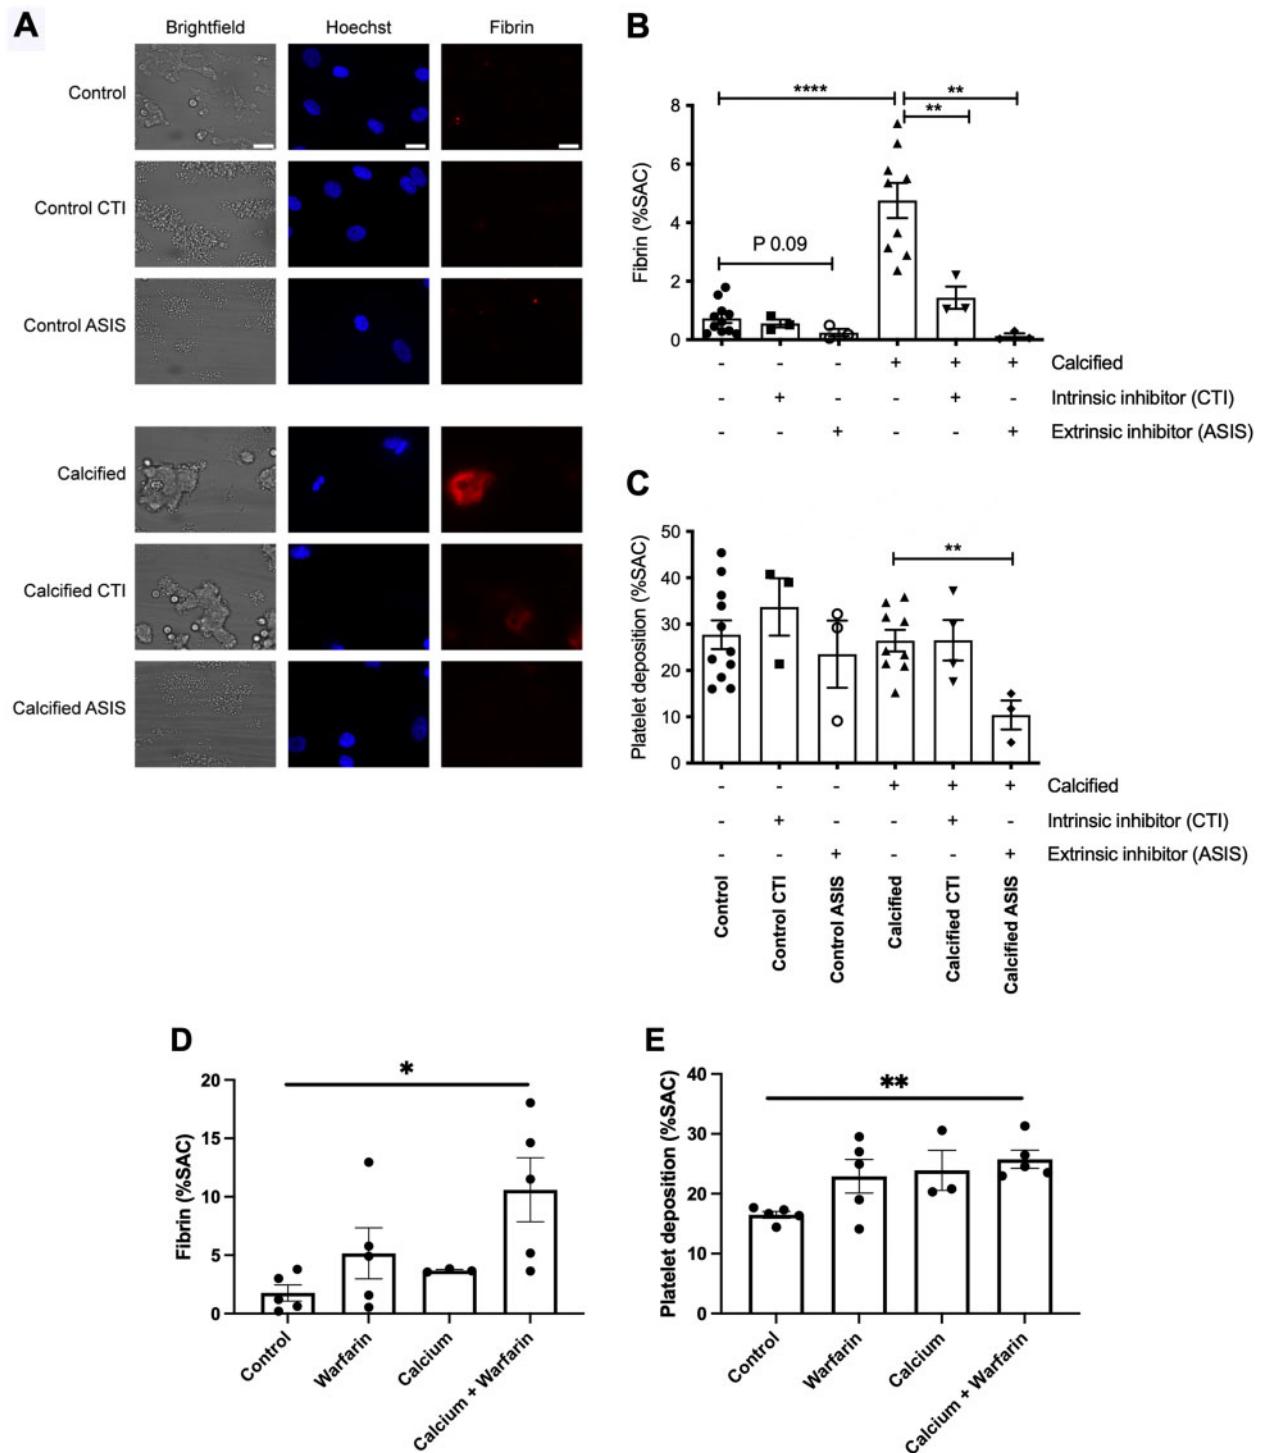 A
Brightfield Hoechst Fibrin
Control
Control CTI
Control ASIS
Calcified
Calcified CTI
Calcified ASIS
B
Fibrin (%SAC)
8
6
4
2
0
****
**
**
P 0.09
- - - + + + Calcified
- + - - + - Intrinsic inhibitor (CTI)
- - + - - + Extrinsic inhibitor (ASIS)
C
Platelet deposition (%SAC)
50
40
30
20
10
0
**
- - - + + + Calcified
- + - - + - Intrinsic inhibitor (CTI)
- - + - - + Extrinsic inhibitor (ASIS)
Control
Control CTI
Control ASIS
Calcified
Calcified CTI
Calcified ASIS
D
Fibrin (%SAC)
20
15
10
5
0
*
Control
Warfarin
Calcium
Calcium + Warfarin
E
Platelet deposition (%SAC)
40
30
20
10
0
**
Control
Warfarin
Calcium
Calcium + Warfarin